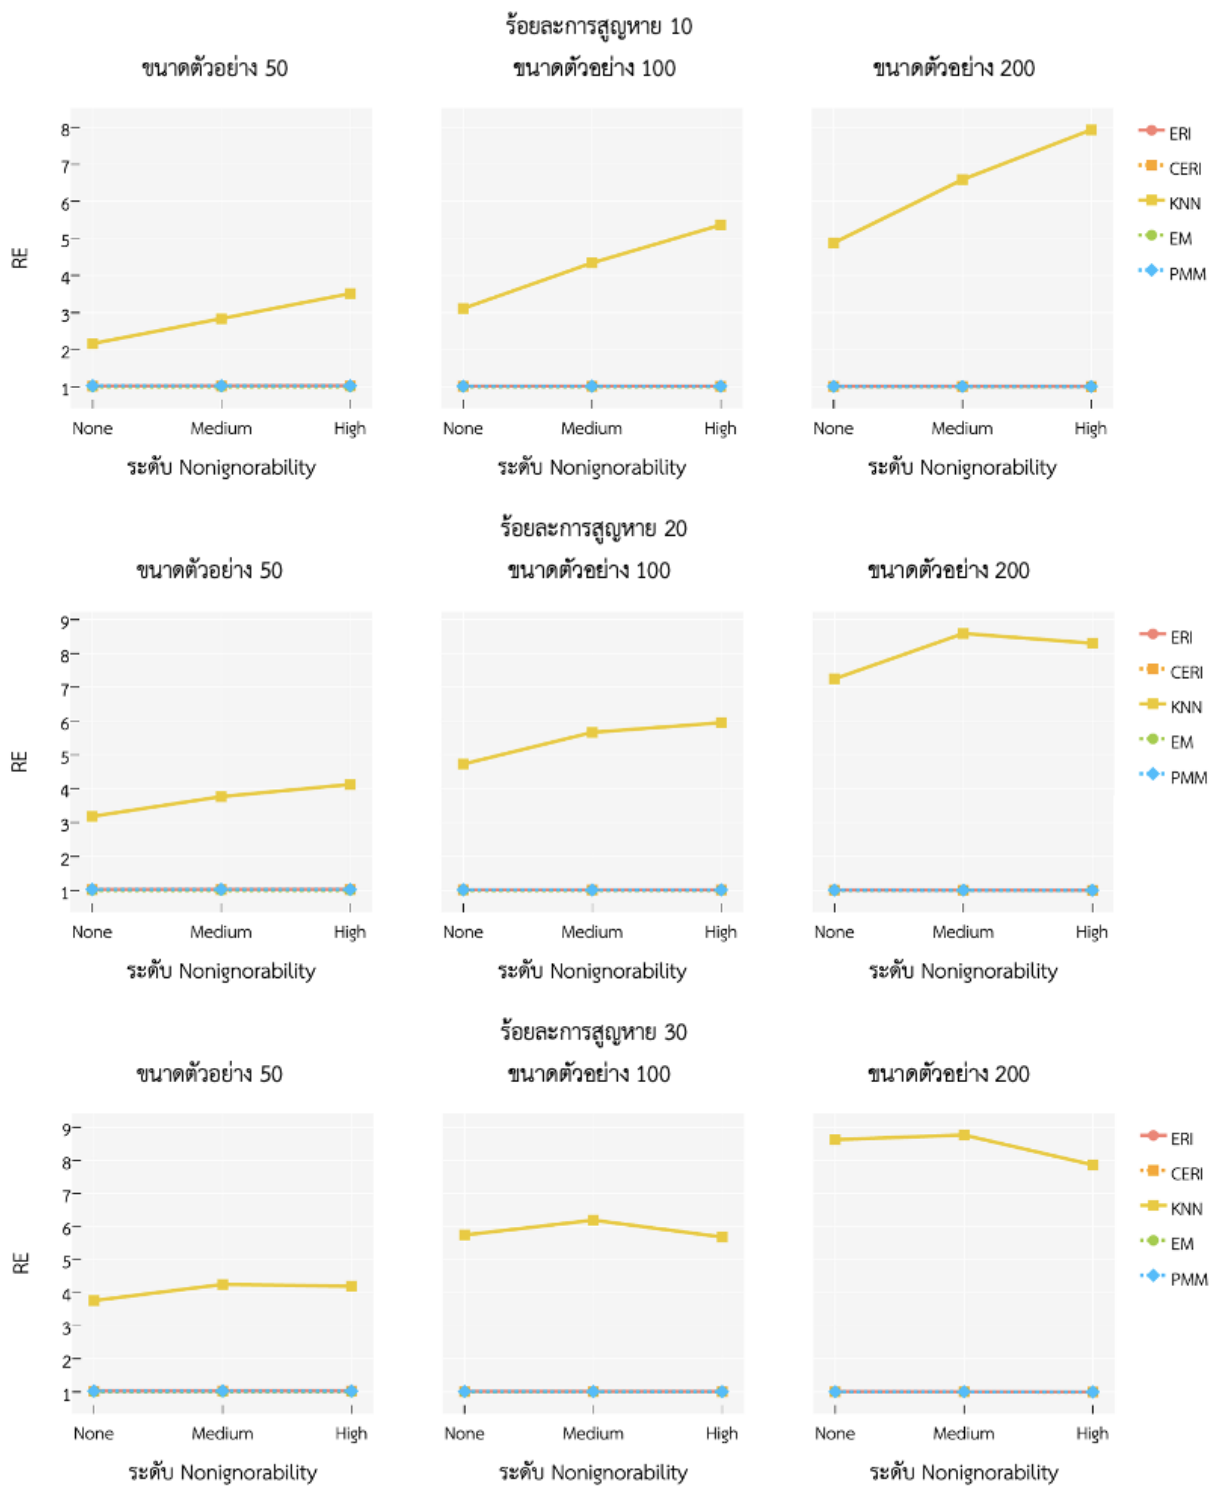 ร้อยละการสูญหาย 10
ขนาดตัวอย่าง 50 ขนาดตัวอย่าง 100 ขนาดตัวอย่าง 200
RE
8
7
6
5
4
3
2
1
None Medium High None Medium High None Medium High
ระดับ Nonignorability ระดับ Nonignorability ระดับ Nonignorability
ERI
CERI
KNN
EM
PMM
ร้อยละการสูญหาย 20
ขนาดตัวอย่าง 50 ขนาดตัวอย่าง 100 ขนาดตัวอย่าง 200
RE
9
8
7
6
5
4
3
2
1
None Medium High None Medium High None Medium High
ระดับ Nonignorability ระดับ Nonignorability ระดับ Nonignorability
ERI
CERI
KNN
EM
PMM
ร้อยละการสูญหาย 30
ขนาดตัวอย่าง 50 ขนาดตัวอย่าง 100 ขนาดตัวอย่าง 200
RE
9
8
7
6
5
4
3
2
1
None Medium High None Medium High None Medium High
ระดับ Nonignorability ระดับ Nonignorability ระดับ Nonignorability
ERI
CERI
KNN
EM
PMM